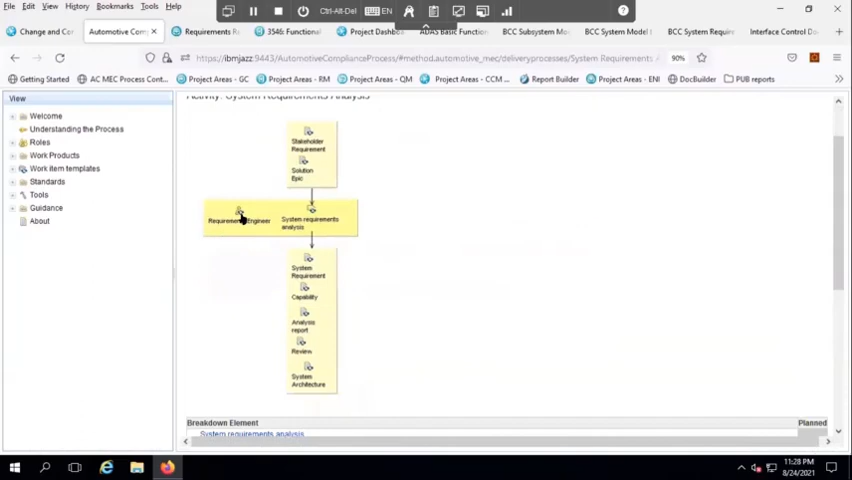 File Edit View History Bookmarks Tools Help
Ctrl-Alt-Del
EN
Change and Cor
Automotive Com
Requirements R
3546: Functional
Project Dashbo
ADAS Basic Function
BCC Subsystem Mo
BCC System Model
BCC System Requir
Interface Control Do
https://ibmjazz:9443/AutomotiveComplianceProcess/#method.automotive_mec/deliveryprocesses/System Requirements A
90%
Getting Started
AC MEC Process Cont...
Project Areas - GC
Project Areas - RM
Project Areas - QM
Project Areas - CCM ...
Report Builder
Project Areas - ENI
DocBuilder
PUB reports
View
Welcome
Understanding the Process
Roles
Work Products
Work item templates
Standards
Tools
Guidance
About
Activity: System Requirements Analysis
Stakeholder
Requirement
Solution
Epic
Requirement Engineer
System requirements
analysis
System
Requirement
Capability
Analysis
report
Review
System
Architecture
Breakdown Element
Planned
System requirements analysis
11:28 PM
8/24/2021